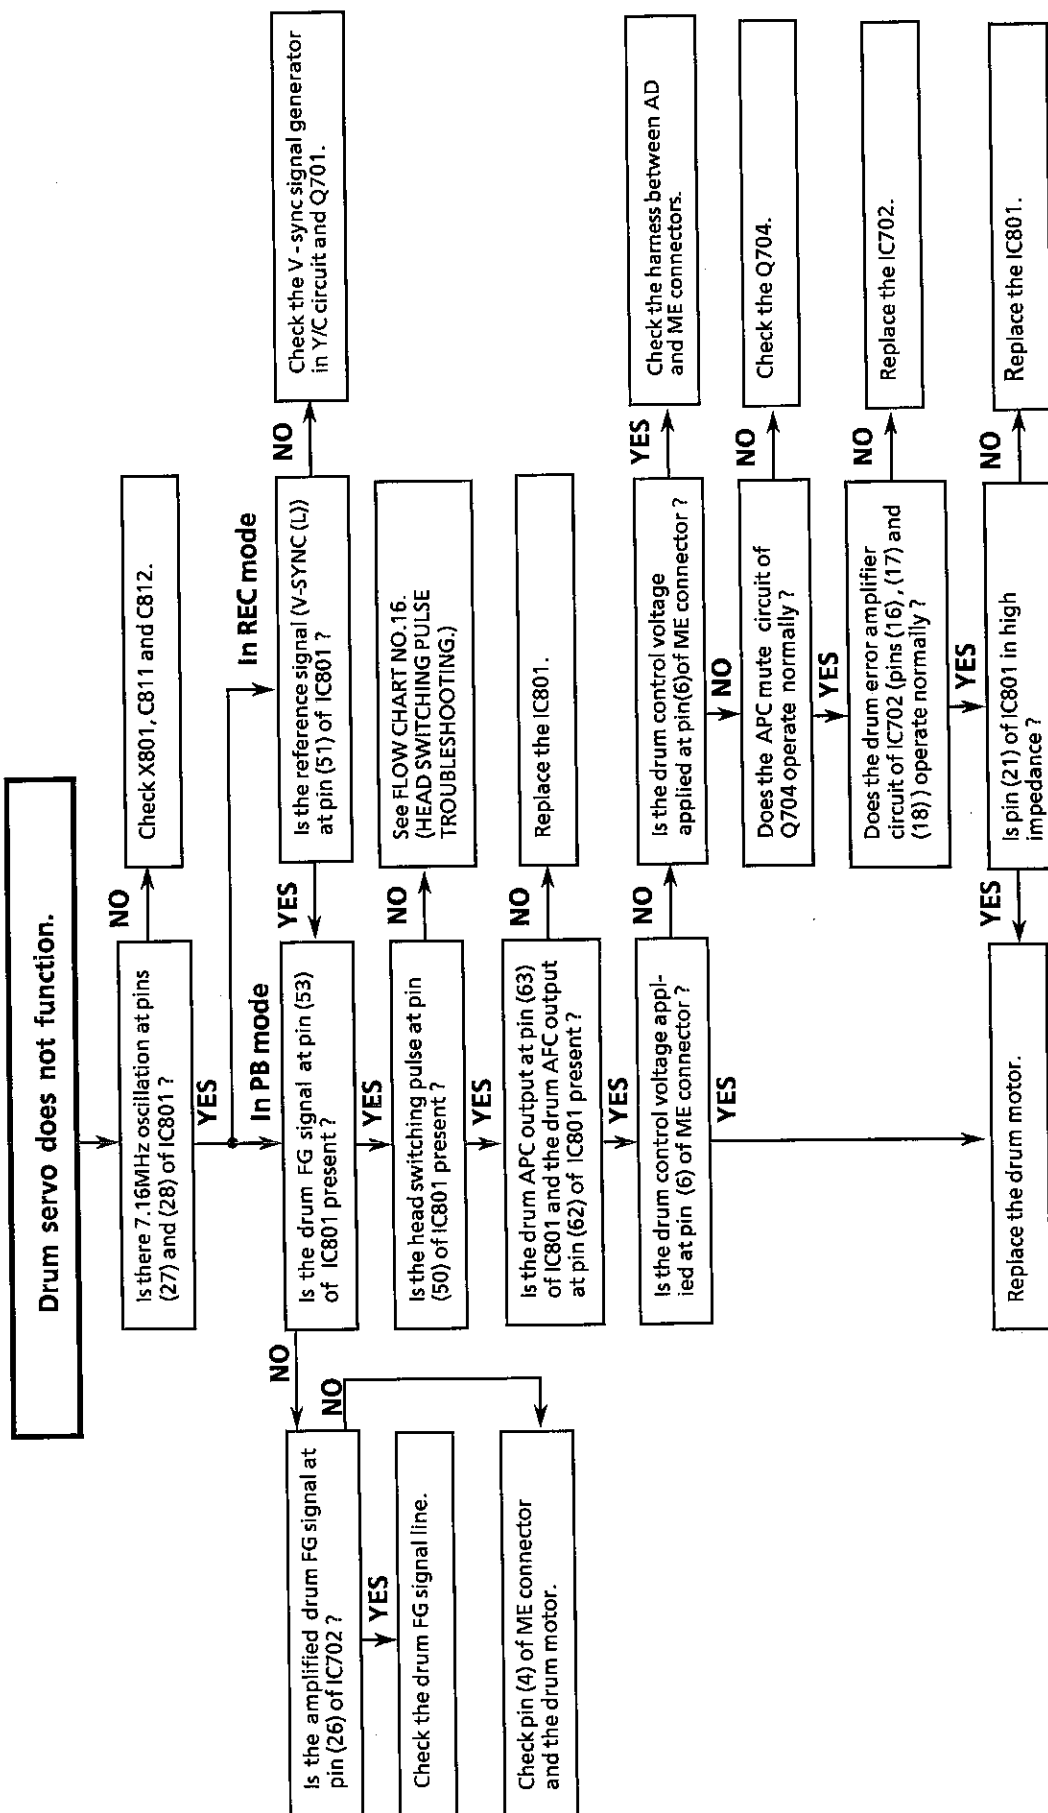 Drum servo does not function.
Is there 7.16MHz oscillation at pins
(27) and (28) of IC801 ?
NO
Check X801, C811 and C812.
YES
In PB mode
In REC mode
Is the reference signal (V-SYNC (L))
at pin (51) of IC801 ?
NO
Check the V - sync signal generator
in Y/C circuit and Q701.
YES
Is the drum FG signal at pin (53)
of IC801 present ?
NO
Is the amplified drum FG signal at
pin (26) of IC702 ?
YES
Check the drum FG signal line.
NO
Check pin (4) of ME connector
and the drum motor.
YES
Is the head switching pulse at pin
(50) of IC801 present ?
NO
See FLOW CHART NO.16.
(HEAD SWITCHING PULSE
TROUBLESHOOTING.)
YES
Is the drum APC output at pin (63)
of IC801 and the drum AFC output
at pin (62) of IC801 present ?
NO
Replace the IC801.
YES
Is the drum control voltage appl-
ied at pin (6) of ME connector ?
NO
Is the drum control voltage
applied at pin(6)of ME connector ?
YES
Check the harness between AD
and ME connectors.
NO
Does the APC mute circuit of
Q704 operate normally ?
NO
Check the Q704.
YES
Does the drum error amplifier
circuit of IC702 (pins (16) , (17) and
(18) ) operate normally ?
NO
Replace the IC702.
YES
Is pin (21) of IC801 in high
impedance ?
NO
Replace the IC801.
YES
YES
Replace the drum motor.